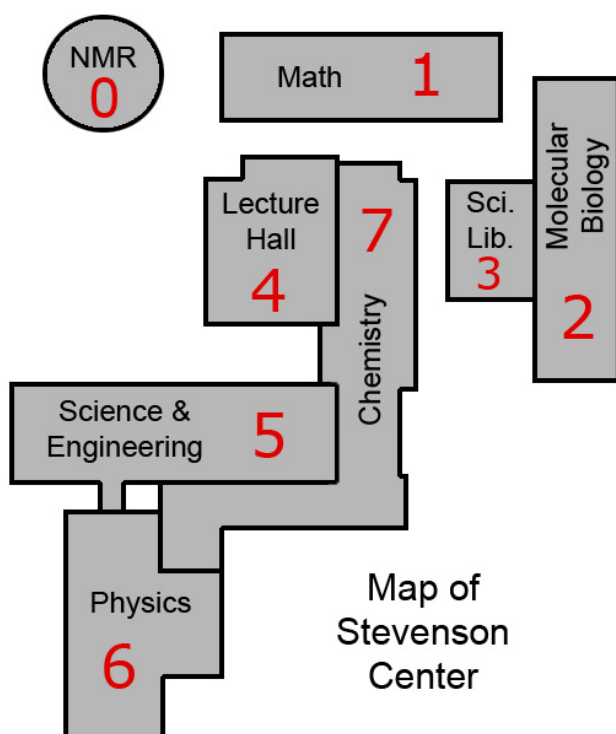 NMR
0
Math 1
Molecular
Biology
2
Sci.
Lib.
3
Lecture
Hall
4
7
Chemistry
Science &
Engineering
5
Physics
6
Map of
Stevenson
Center